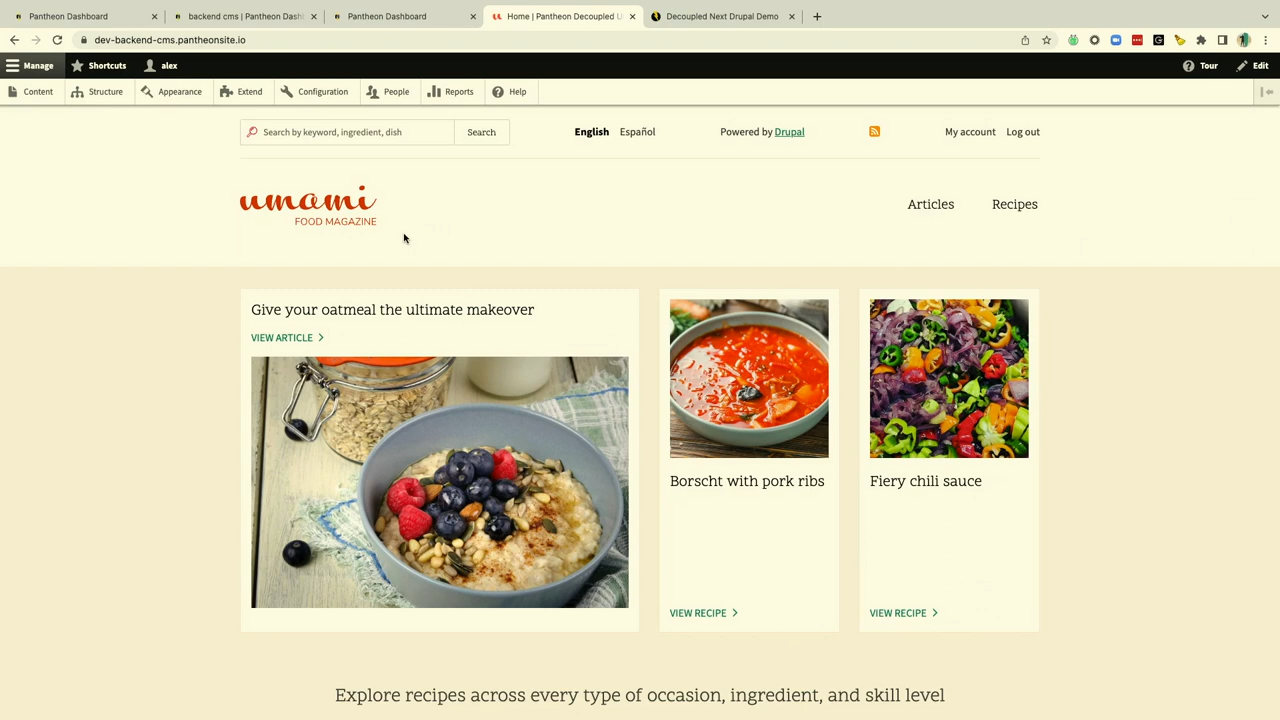 Pantheon Dashboard
backend cms | Pantheon Dash
Pantheon Dashboard
Home | Pantheon Decoupled U
Decoupled Next Drupal Demo
dev-backend-cms.pantheonsite.io
Manage Shortcuts alex Tour Edit
Content Structure Appearance Extend Configuration People Reports Help
Search by keyword, ingredient, dish Search English Español Powered by Drupal My account Log out
umami
FOOD MAGAZINE
Articles Recipes
Give your oatmeal the ultimate makeover
VIEW ARTICLE
Borscht with pork ribs
VIEW RECIPE
Fiery chili sauce
VIEW RECIPE
Explore recipes across every type of occasion, ingredient, and skill level